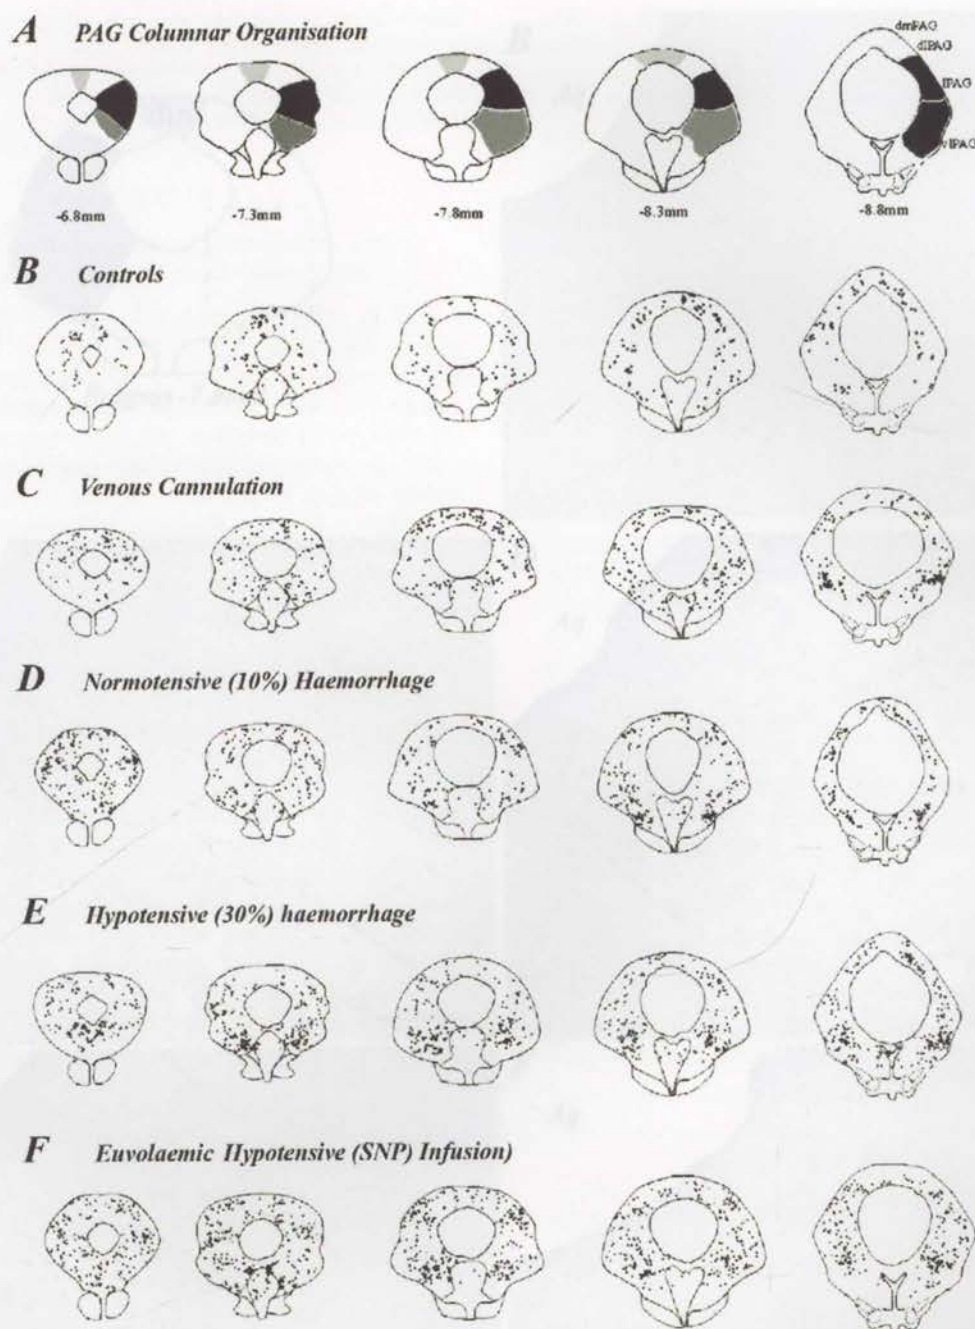 A PAG Columnar Organisation
dmPAG
dlPAG
lPAG
vlPAG
-6.8mm -7.3mm -7.8mm -8.3mm -8.8mm
B Controls
C Venous Cannulation
D Normotensive (10%) Haemorrhage
E Hypotensive (30%) haemorrhage
F Euvolaemic Hypotensive (SNP) Infusion)